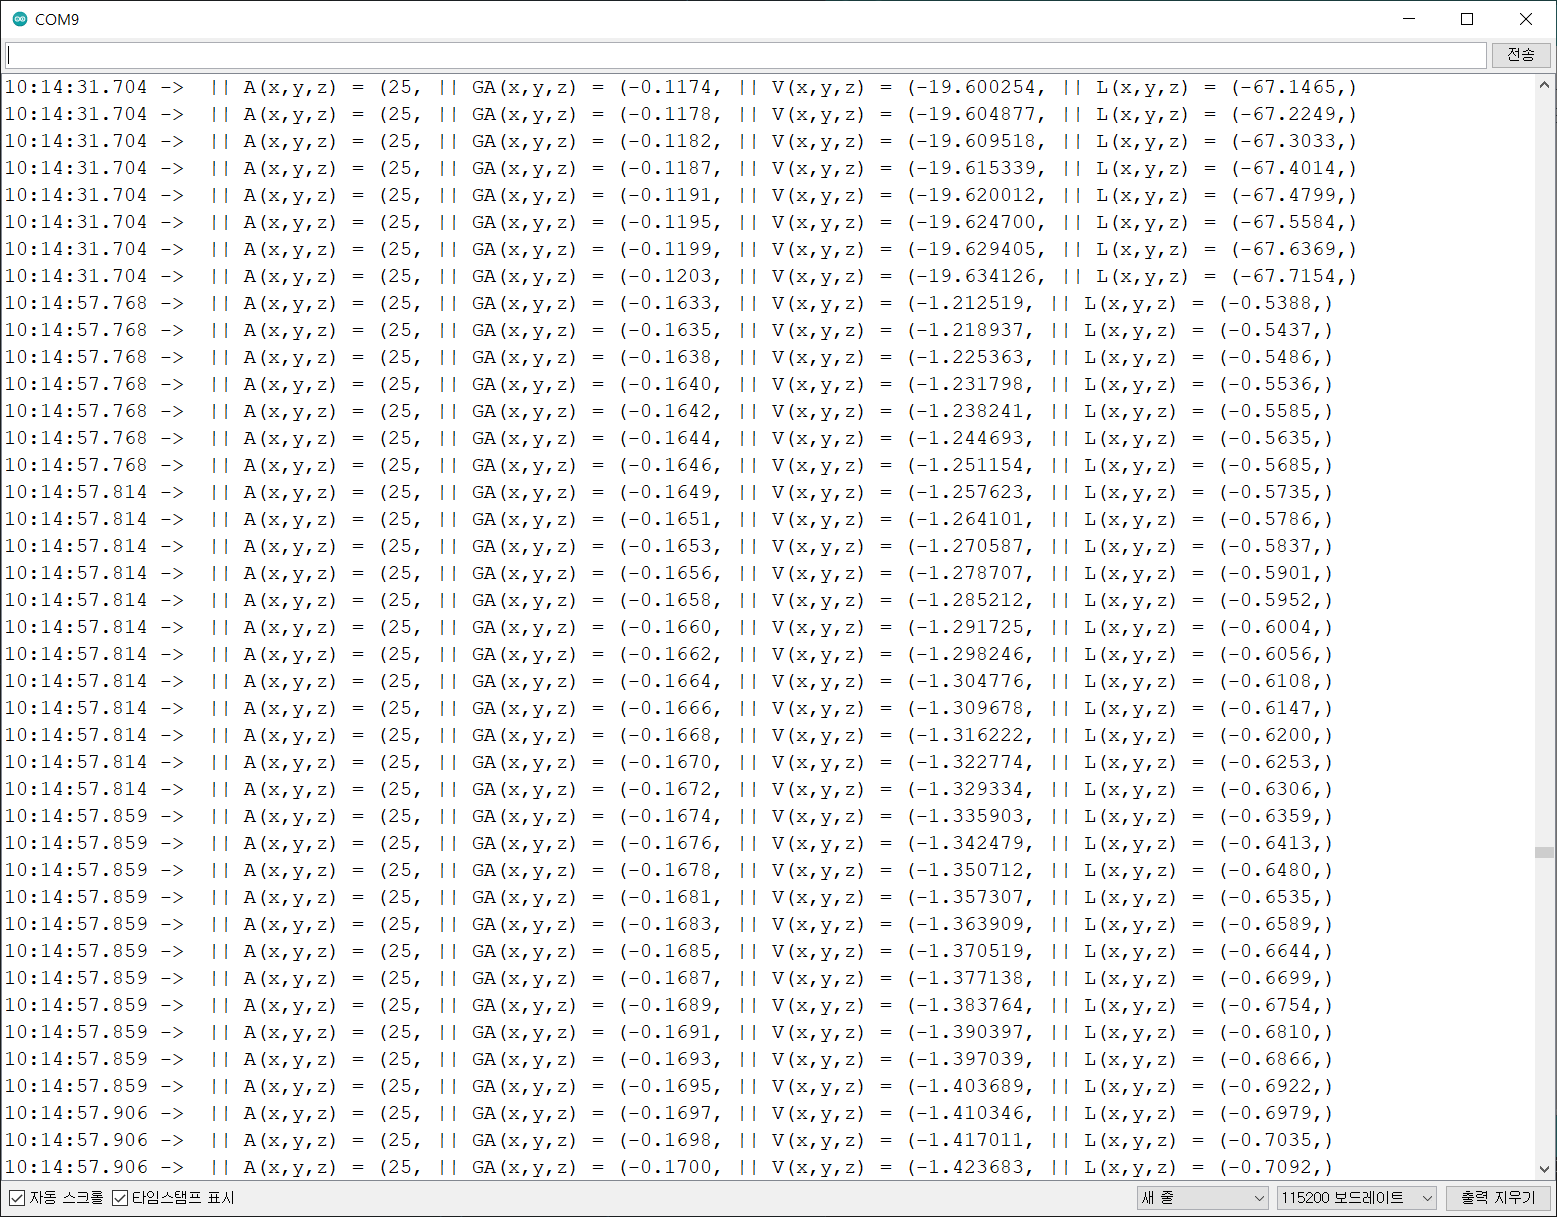 COM9
전송
10:14:31.704 ->  || A(x,y,z) = (25, || GA(x,y,z) = (-0.1174, || V(x,y,z) = (-19.600254, || L(x,y,z) = (-67.1465,)
10:14:31.704 ->  || A(x,y,z) = (25, || GA(x,y,z) = (-0.1178, || V(x,y,z) = (-19.604877, || L(x,y,z) = (-67.2249,)
10:14:31.704 ->  || A(x,y,z) = (25, || GA(x,y,z) = (-0.1182, || V(x,y,z) = (-19.609518, || L(x,y,z) = (-67.3033,)
10:14:31.704 ->  || A(x,y,z) = (25, || GA(x,y,z) = (-0.1187, || V(x,y,z) = (-19.615339, || L(x,y,z) = (-67.4014,)
10:14:31.704 ->  || A(x,y,z) = (25, || GA(x,y,z) = (-0.1191, || V(x,y,z) = (-19.620012, || L(x,y,z) = (-67.4799,)
10:14:31.704 ->  || A(x,y,z) = (25, || GA(x,y,z) = (-0.1195, || V(x,y,z) = (-19.624700, || L(x,y,z) = (-67.5584,)
10:14:31.704 ->  || A(x,y,z) = (25, || GA(x,y,z) = (-0.1199, || V(x,y,z) = (-19.629405, || L(x,y,z) = (-67.6369,)
10:14:31.704 ->  || A(x,y,z) = (25, || GA(x,y,z) = (-0.1203, || V(x,y,z) = (-19.634126, || L(x,y,z) = (-67.7154,)
10:14:57.768 ->  || A(x,y,z) = (25, || GA(x,y,z) = (-0.1633, || V(x,y,z) = (-1.212519, || L(x,y,z) = (-0.5388,)
10:14:57.768 ->  || A(x,y,z) = (25, || GA(x,y,z) = (-0.1635, || V(x,y,z) = (-1.218937, || L(x,y,z) = (-0.5437,)
10:14:57.768 ->  || A(x,y,z) = (25, || GA(x,y,z) = (-0.1638, || V(x,y,z) = (-1.225363, || L(x,y,z) = (-0.5486,)
10:14:57.768 ->  || A(x,y,z) = (25, || GA(x,y,z) = (-0.1640, || V(x,y,z) = (-1.231798, || L(x,y,z) = (-0.5536,)
10:14:57.768 ->  || A(x,y,z) = (25, || GA(x,y,z) = (-0.1642, || V(x,y,z) = (-1.238241, || L(x,y,z) = (-0.5585,)
10:14:57.768 ->  || A(x,y,z) = (25, || GA(x,y,z) = (-0.1644, || V(x,y,z) = (-1.244693, || L(x,y,z) = (-0.5635,)
10:14:57.768 ->  || A(x,y,z) = (25, || GA(x,y,z) = (-0.1646, || V(x,y,z) = (-1.251154, || L(x,y,z) = (-0.5685,)
10:14:57.814 ->  || A(x,y,z) = (25, || GA(x,y,z) = (-0.1649, || V(x,y,z) = (-1.257623, || L(x,y,z) = (-0.5735,)
10:14:57.814 ->  || A(x,y,z) = (25, || GA(x,y,z) = (-0.1651, || V(x,y,z) = (-1.264101, || L(x,y,z) = (-0.5786,)
10:14:57.814 ->  || A(x,y,z) = (25, || GA(x,y,z) = (-0.1653, || V(x,y,z) = (-1.270587, || L(x,y,z) = (-0.5837,)
10:14:57.814 ->  || A(x,y,z) = (25, || GA(x,y,z) = (-0.1656, || V(x,y,z) = (-1.278707, || L(x,y,z) = (-0.5901,)
10:14:57.814 ->  || A(x,y,z) = (25, || GA(x,y,z) = (-0.1658, || V(x,y,z) = (-1.285212, || L(x,y,z) = (-0.5952,)
10:14:57.814 ->  || A(x,y,z) = (25, || GA(x,y,z) = (-0.1660, || V(x,y,z) = (-1.291725, || L(x,y,z) = (-0.6004,)
10:14:57.814 ->  || A(x,y,z) = (25, || GA(x,y,z) = (-0.1662, || V(x,y,z) = (-1.298246, || L(x,y,z) = (-0.6056,)
10:14:57.814 ->  || A(x,y,z) = (25, || GA(x,y,z) = (-0.1664, || V(x,y,z) = (-1.304776, || L(x,y,z) = (-0.6108,)
10:14:57.814 ->  || A(x,y,z) = (25, || GA(x,y,z) = (-0.1666, || V(x,y,z) = (-1.309678, || L(x,y,z) = (-0.6147,)
10:14:57.814 ->  || A(x,y,z) = (25, || GA(x,y,z) = (-0.1668, || V(x,y,z) = (-1.316222, || L(x,y,z) = (-0.6200,)
10:14:57.814 ->  || A(x,y,z) = (25, || GA(x,y,z) = (-0.1670, || V(x,y,z) = (-1.322774, || L(x,y,z) = (-0.6253,)
10:14:57.814 ->  || A(x,y,z) = (25, || GA(x,y,z) = (-0.1672, || V(x,y,z) = (-1.329334, || L(x,y,z) = (-0.6306,)
10:14:57.859 ->  || A(x,y,z) = (25, || GA(x,y,z) = (-0.1674, || V(x,y,z) = (-1.335903, || L(x,y,z) = (-0.6359,)
10:14:57.859 ->  || A(x,y,z) = (25, || GA(x,y,z) = (-0.1676, || V(x,y,z) = (-1.342479, || L(x,y,z) = (-0.6413,)
10:14:57.859 ->  || A(x,y,z) = (25, || GA(x,y,z) = (-0.1678, || V(x,y,z) = (-1.350712, || L(x,y,z) = (-0.6480,)
10:14:57.859 ->  || A(x,y,z) = (25, || GA(x,y,z) = (-0.1681, || V(x,y,z) = (-1.357307, || L(x,y,z) = (-0.6535,)
10:14:57.859 ->  || A(x,y,z) = (25, || GA(x,y,z) = (-0.1683, || V(x,y,z) = (-1.363909, || L(x,y,z) = (-0.6589,)
10:14:57.859 ->  || A(x,y,z) = (25, || GA(x,y,z) = (-0.1685, || V(x,y,z) = (-1.370519, || L(x,y,z) = (-0.6644,)
10:14:57.859 ->  || A(x,y,z) = (25, || GA(x,y,z) = (-0.1687, || V(x,y,z) = (-1.377138, || L(x,y,z) = (-0.6699,)
10:14:57.859 ->  || A(x,y,z) = (25, || GA(x,y,z) = (-0.1689, || V(x,y,z) = (-1.383764, || L(x,y,z) = (-0.6754,)
10:14:57.859 ->  || A(x,y,z) = (25, || GA(x,y,z) = (-0.1691, || V(x,y,z) = (-1.390397, || L(x,y,z) = (-0.6810,)
10:14:57.859 ->  || A(x,y,z) = (25, || GA(x,y,z) = (-0.1693, || V(x,y,z) = (-1.397039, || L(x,y,z) = (-0.6866,)
10:14:57.859 ->  || A(x,y,z) = (25, || GA(x,y,z) = (-0.1695, || V(x,y,z) = (-1.403689, || L(x,y,z) = (-0.6922,)
10:14:57.906 ->  || A(x,y,z) = (25, || GA(x,y,z) = (-0.1697, || V(x,y,z) = (-1.410346, || L(x,y,z) = (-0.6979,)
10:14:57.906 ->  || A(x,y,z) = (25, || GA(x,y,z) = (-0.1698, || V(x,y,z) = (-1.417011, || L(x,y,z) = (-0.7035,)
10:14:57.906 ->  || A(x,y,z) = (25, || GA(x,y,z) = (-0.1700, || V(x,y,z) = (-1.423683, || L(x,y,z) = (-0.7092,)
자동 스크롤 타임스탬프 표시 새 줄 115200 보드레이트 출력 지우기